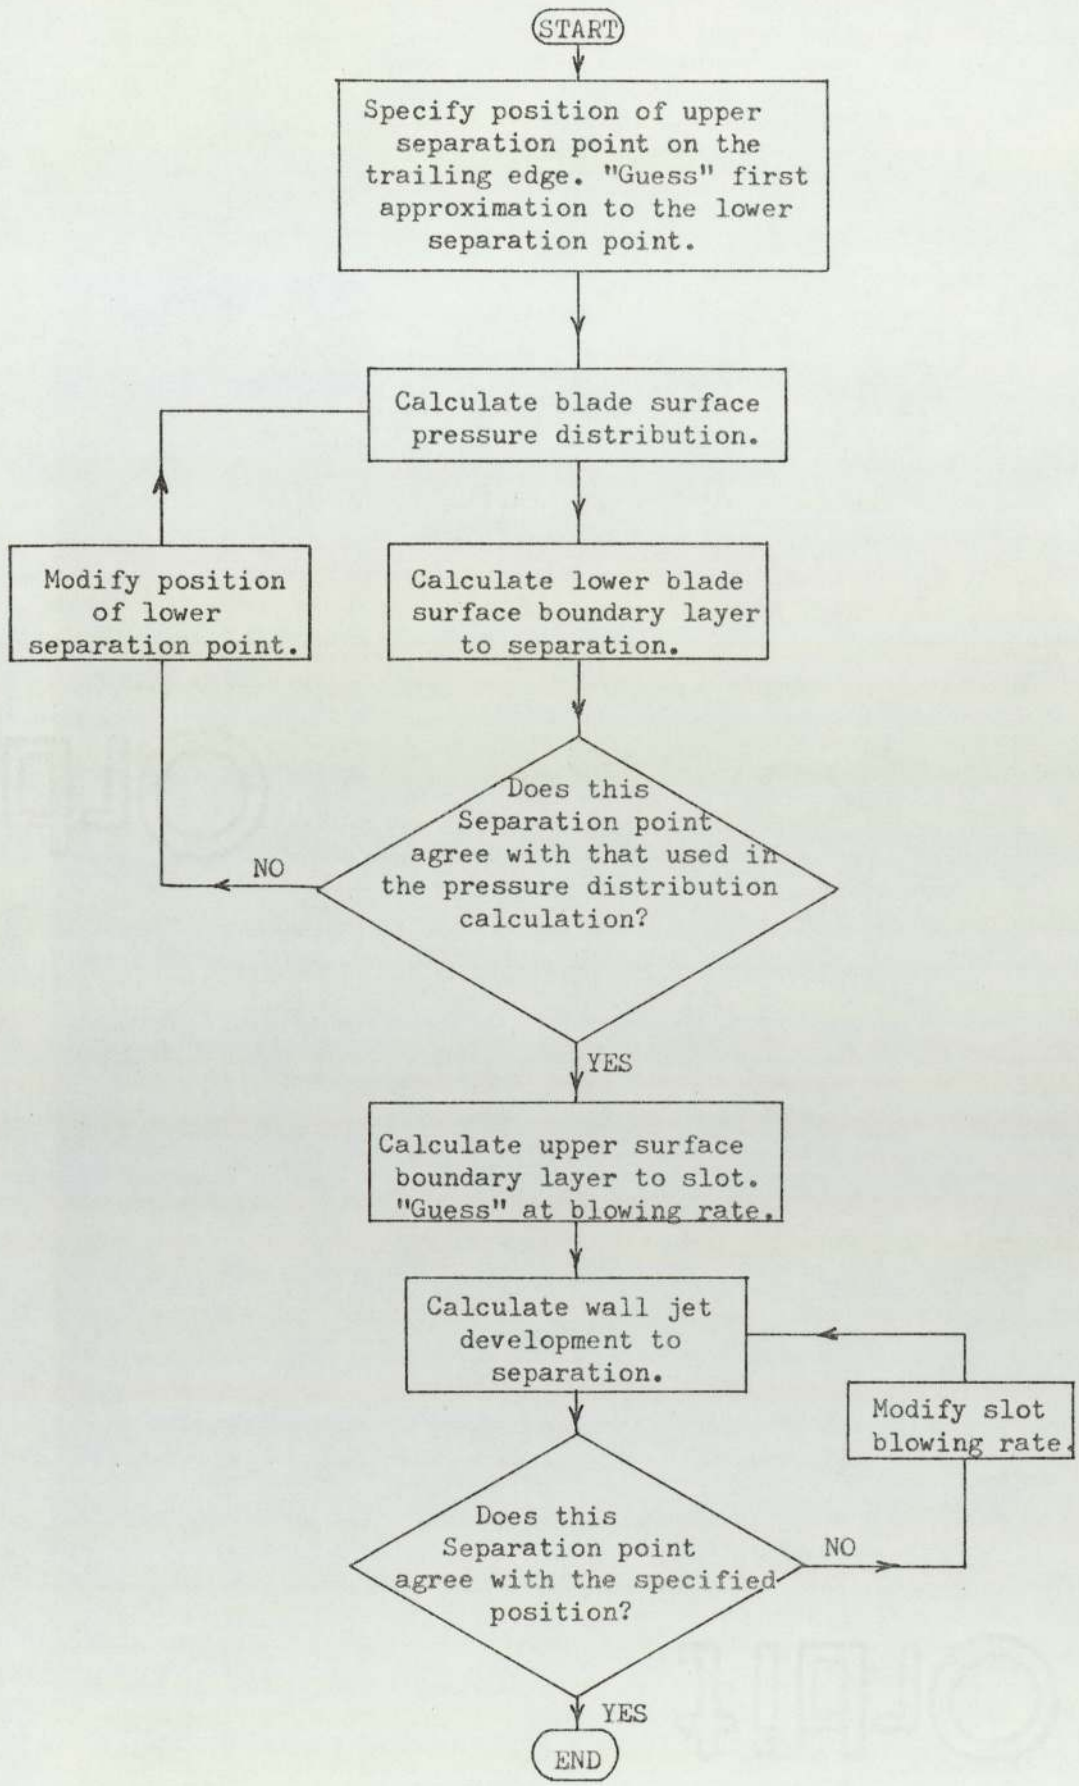 START
Specify position of upper
separation point on the
trailing edge. "Guess" first
approximation to the lower
separation point.
Calculate blade surface
pressure distribution.
Modify position
of lower
separation point.
Calculate lower blade
surface boundary layer
to separation.
Does this
Separation point
agree with that used in
the pressure distribution
calculation?
NO
YES
Calculate upper surface
boundary layer to slot.
"Guess" at blowing rate.
Calculate wall jet
development to
separation.
Modify slot
blowing rate.
Does this
Separation point
agree with the specified
position?
NO
YES
END